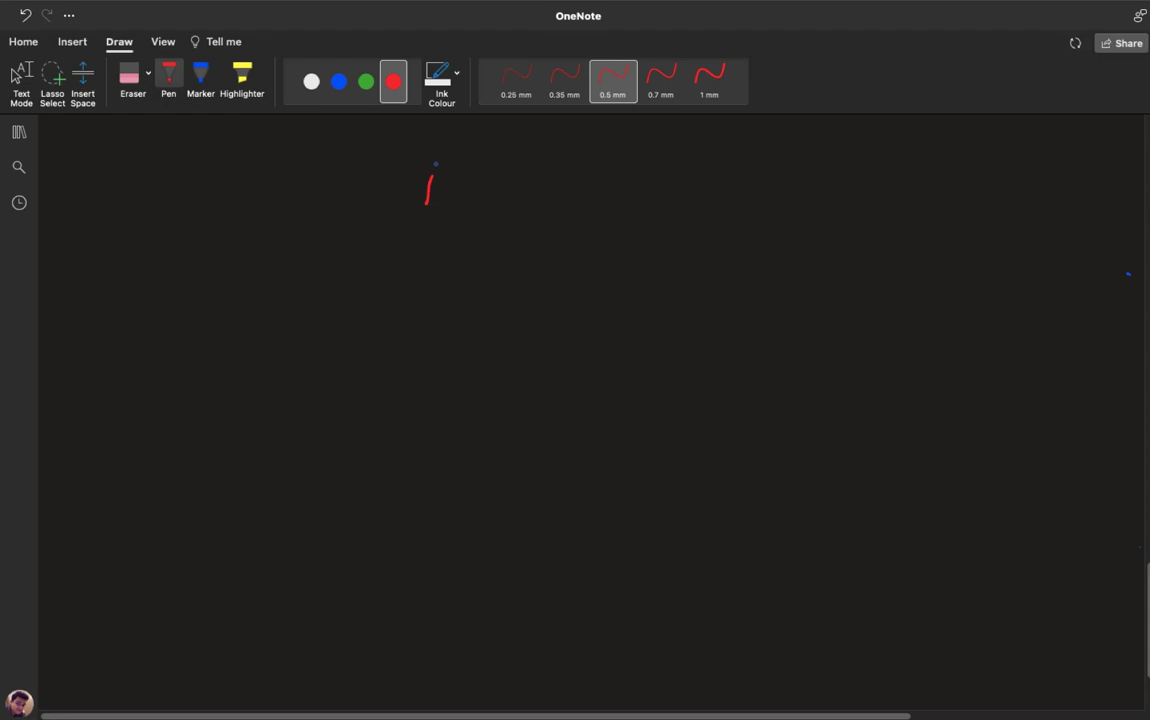 OneNote
Home Insert Draw View Tell me
Share
Text Mode Lasso Select Insert Space Eraser Pen Marker Highlighter Ink Colour 0.25 mm 0.35 mm 0.5 mm 0.7 mm 1 mm